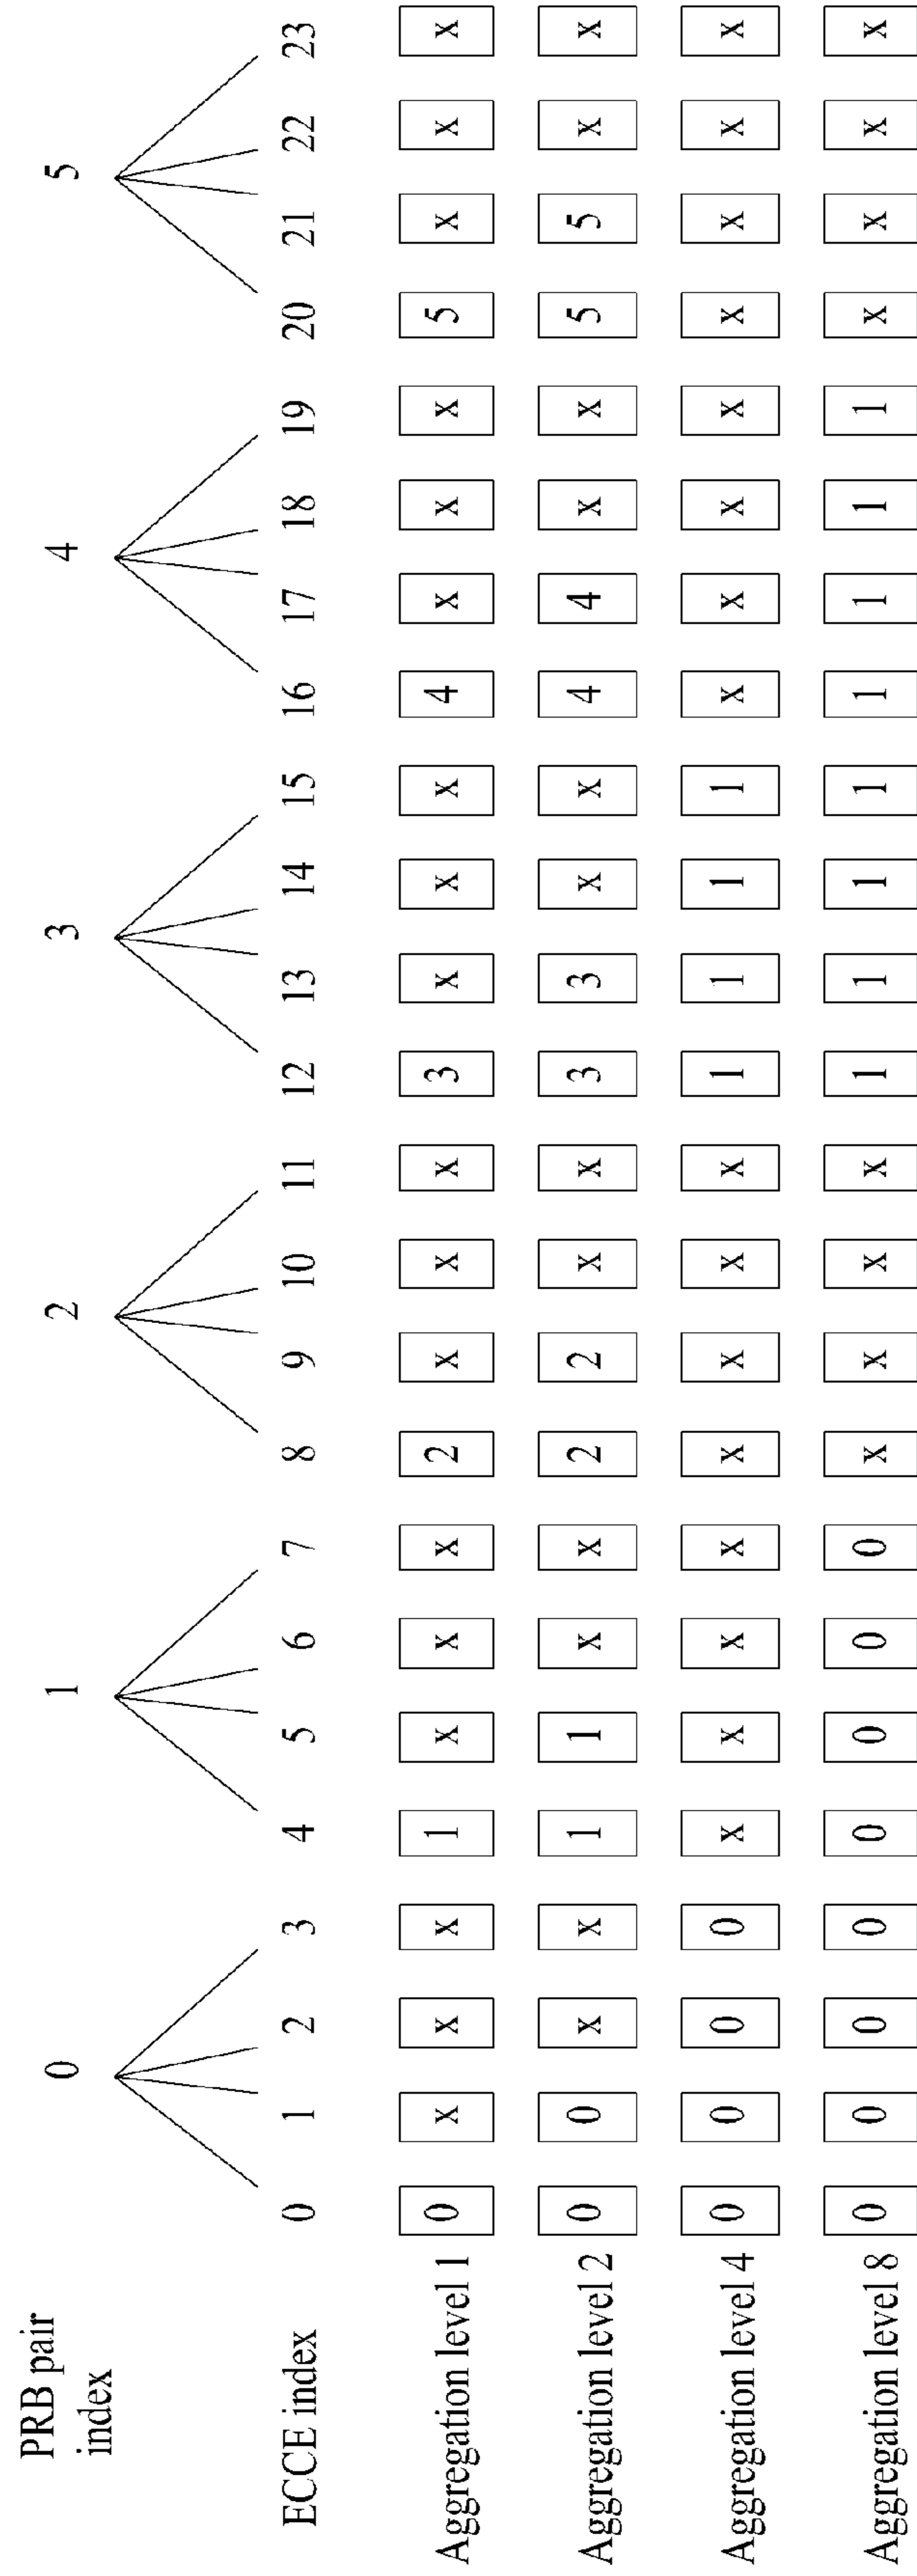 PRB pair
index
0 1 2 3 4 5
ECCE index 0 1 2 3 4 5 6 7 8 9 10 11 12 13 14 15 16 17 18 19 20 21 22 23
Aggregation level 1 0 x x x 1 x x x 2 x x x 3 x x x 4 x x x 5 x x x
Aggregation level 2 0 0 x x 1 1 x x 2 2 x x 3 3 x x 4 4 x x 5 5 x x
Aggregation level 4 0 0 0 0 x x x x x x x x 1 1 1 1 x x x x x x x x
Aggregation level 8 0 0 0 0 0 0 0 0 x x x x 1 1 1 1 1 1 1 1 x x x x